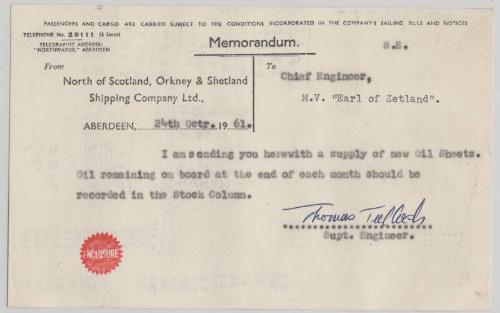 PASSENGERS AND CARGO ARE CARRIED SUBJECT TO THE CONDITIONS INCORPORATED IN THE COMPANY'S SAILING BILLS AND NOTICES
TELEPHONE No. 29111 (5 Lines)
TELEGRAPHIC ADDRESS:
"NORTHWARDS," ABERDEEN
Memorandum.
S.E.
From
North of Scotland, Orkney & Shetland
Shipping Company Ltd.,
ABERDEEN, 24th Octr. 1961.
To
Chief Engineer,
M.V. "Earl of Zetland".
I am sending you herewith a supply of new Oil Sheets.
Oil remaining on board at the end of each month should be
recorded in the Stock Column.
Thomas
Supt. Engineer.
ENCLOSURE